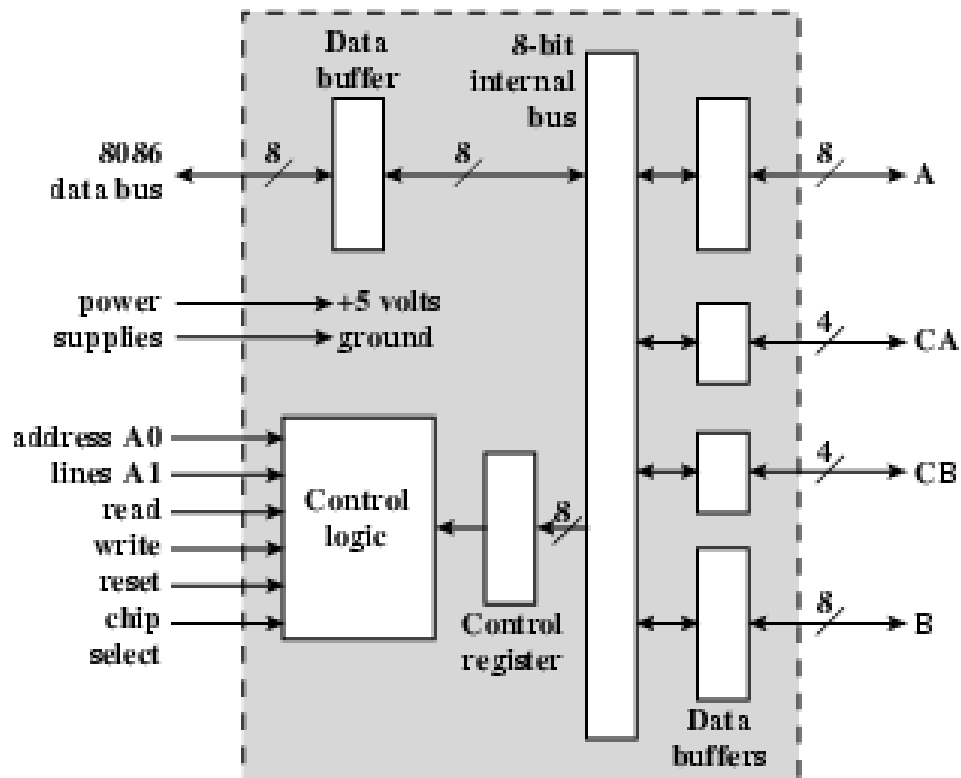 Data
buffer
8-bit
internal
bus
8086
data bus
8
8
8
A
power
supplies
+5 volts
ground
4
CA
address A0
lines A1
read
write
reset
chip
select
Control
logic
8
Control
register
4
CB
8
B
Data
buffers